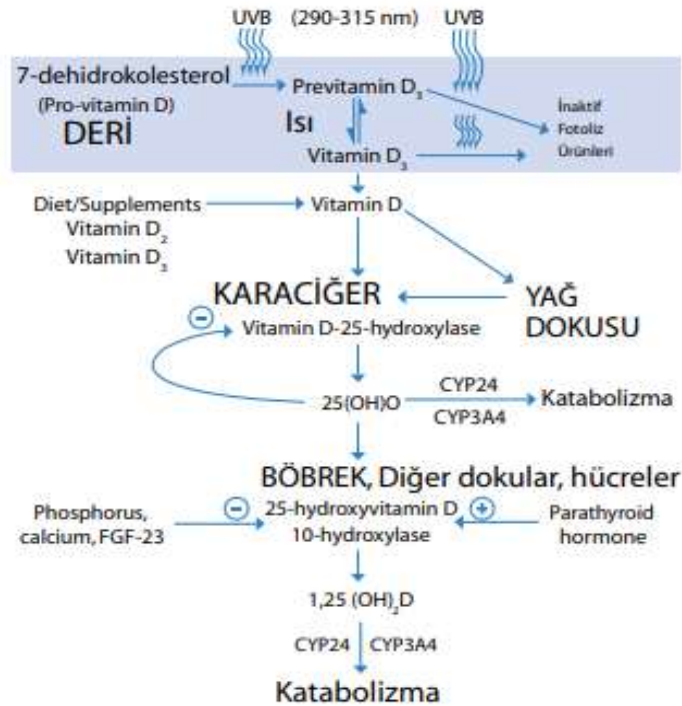 UVB (290-315 nm) UVB
7-dehidrokolesterol
(Pro-vitamin D)
DERİ
Previtamin D₃
Isı
Vitamin D₃
İnaktif
Fotoliz
Ürünleri
Diet/Supplements
Vitamin D₂
Vitamin D₃
Vitamin D
KARACİĞER
Vitamin D-25-hydroxylase
YAĞ
DOKUSU
25(OH)O
CYP24
CYP3A4
Katabolizma
BÖBREK, Diğer dokular, hücreler
Phosphorus,
calcium, FGF-23
25-hydroxyvitamin D
10-hydroxylase
Parathyroid
hormone
1,25 (OH)₂D
CYP24 CYP3A4
Katabolizma